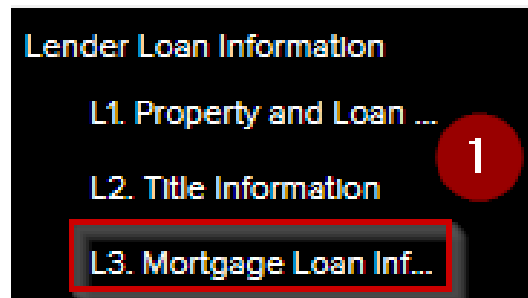 Lender Loan Information
L1. Property and Loan ...
1
L2. Title Information
L3. Mortgage Loan Inf...